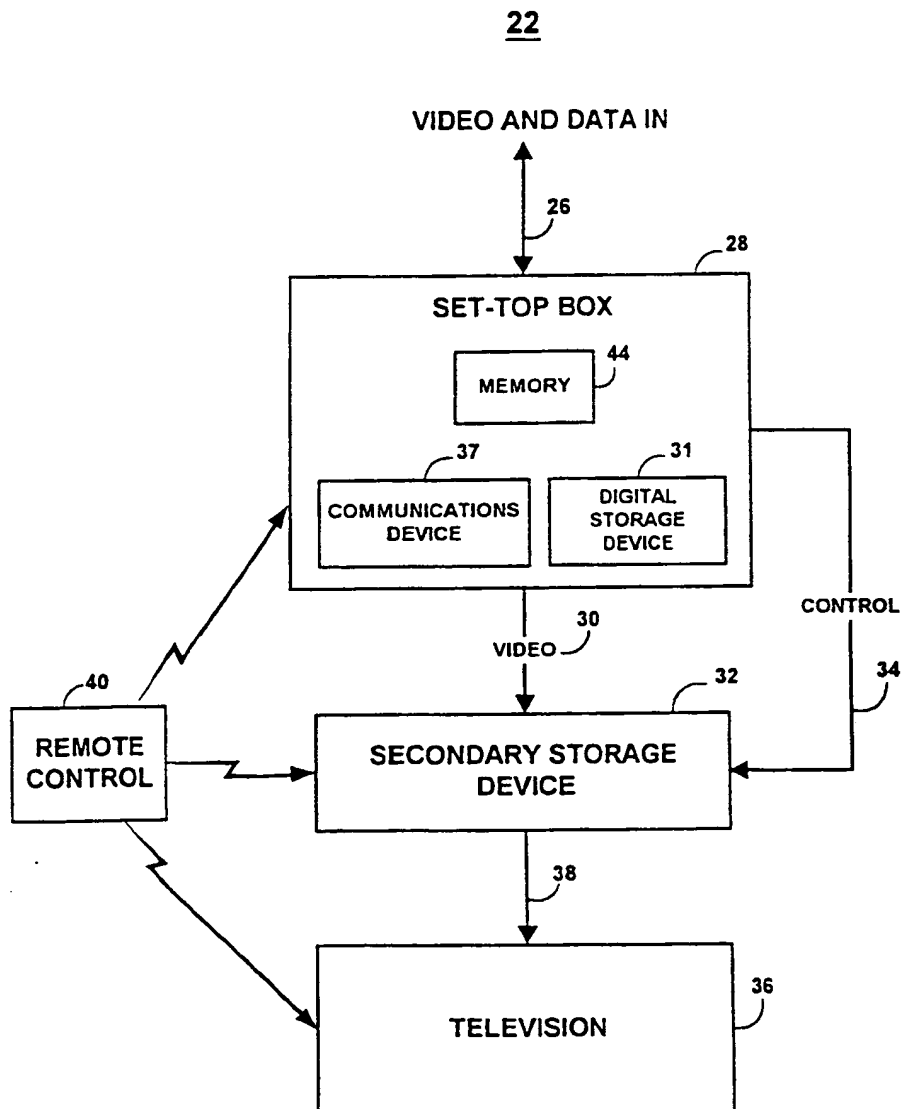 22
VIDEO AND DATA IN
26
28
SET-TOP BOX
44
MEMORY
37
31
COMMUNICATIONS
DEVICE
DIGITAL
STORAGE
DEVICE
CONTROL
30
VIDEO
34
40
32
REMOTE
CONTROL
SECONDARY STORAGE
DEVICE
38
36
TELEVISION